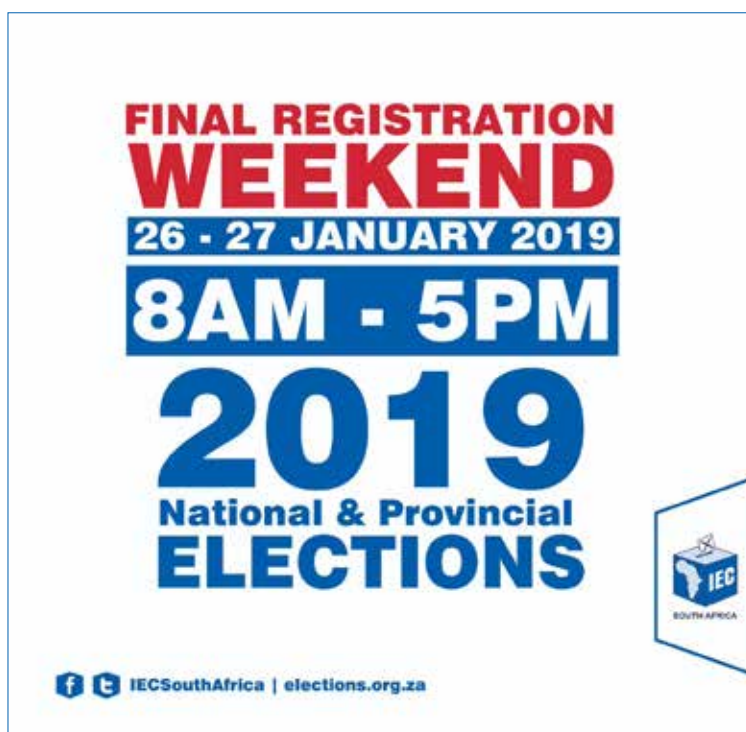 FINAL REGISTRATION
WEEKEND
26 - 27 JANUARY 2019
8AM - 5PM
2019
National & Provincial
ELECTIONS
IEC
SOUTH AFRICA
IECSouthAfrica | elections.org.za